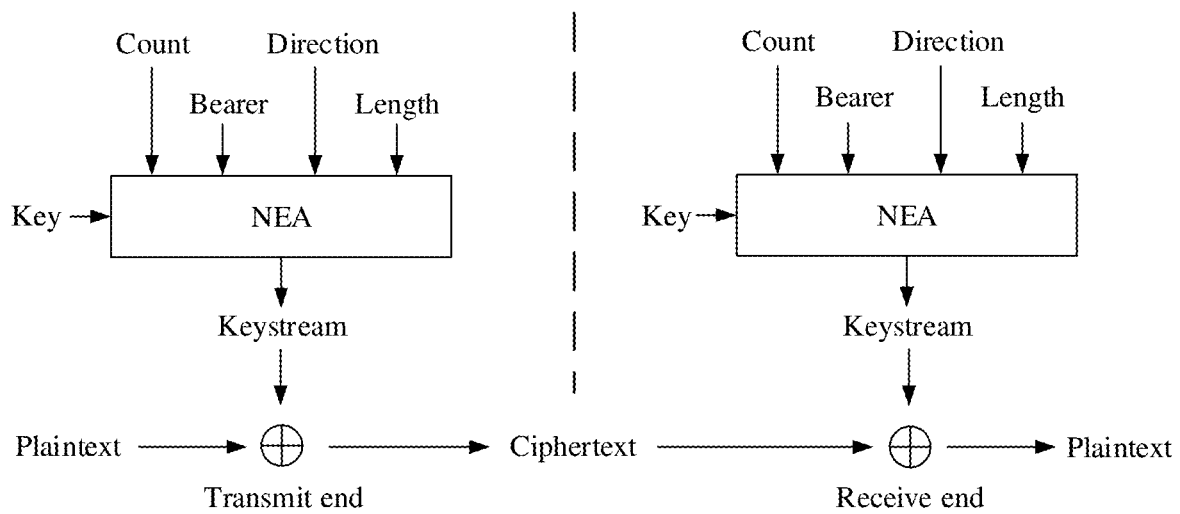 Count Direction Count Direction
Bearer Length Bearer Length
Key NEA Key NEA
Keystream Keystream
Plaintext Ciphertext Plaintext
Transmit end Receive end